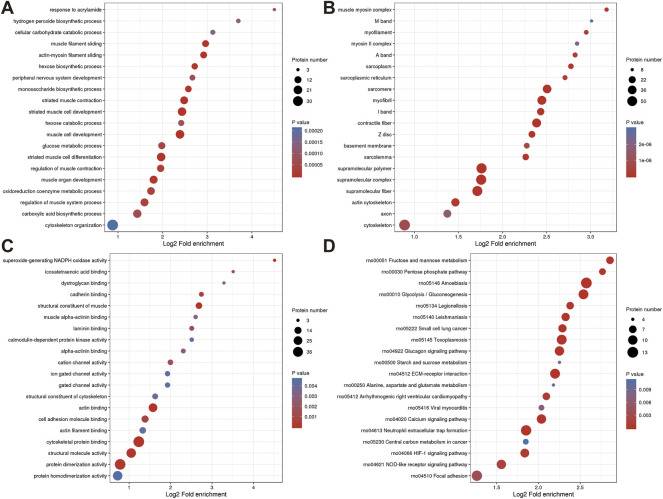 A
response to acrylamide
hydrogen peroxide biosynthetic process
cellular carbohydrate catabolic process
muscle filament sliding
actin-myosin filament sliding
hexose biosynthetic process
peripheral nervous system development
monosaccharide biosynthetic process
striated muscle contraction
striated muscle cell development
hexose catabolic process
muscle cell development
glucose metabolic process
striated muscle cell differentiation
regulation of muscle contraction
muscle organ development
oxidoreduction coenzyme metabolic process
regulation of muscle system process
carboxylic acid biosynthetic process
cytoskeleton organization
1 2 3 4
Log2 Fold enrichment
Protein number
3
12
21
30
P value
0.00020
0.00015
0.00010
0.00005
B
muscle myosin complex
M band
myofilament
myosin II complex
A band
sarcoplasm
sarcoplasmic reticulum
sarcomere
myofibril
I band
contractile fiber
Z disc
basement membrane
sarcolemma
supramolecular polymer
supramolecular complex
supramolecular fiber
actin cytoskeleton
axon
cytoskeleton
1.0 1.5 2.0 2.5 3.0
Log2 Fold enrichment
Protein number
8
22
36
50
P value
2e-06
1e-06
C
superoxide-generating NADPH oxidase activity
icosatetraenoic acid binding
dystroglycan binding
cadherin binding
structural constituent of muscle
muscle alpha-actinin binding
laminin binding
calmodulin-dependent protein kinase activity
alpha-actinin binding
cation channel activity
ion gated channel activity
gated channel activity
structural constituent of cytoskeleton
actin binding
cell adhesion molecule binding
actin filament binding
cytoskeletal protein binding
structural molecule activity
protein dimerization activity
protein homodimerization activity
1 2 3 4
Log2 Fold enrichment
Protein number
3
14
25
36
P value
0.004
0.003
0.002
0.001
D
rno00051 Fructose and mannose metabolism
rno00030 Pentose phosphate pathway
rno05146 Amoebiasis
rno00010 Glycolysis / Gluconeogenesis
rno05134 Legionellosis
rno05140 Leishmaniasis
rno05222 Small cell lung cancer
rno05145 Toxoplasmosis
rno04922 Glucagon signaling pathway
rno00500 Starch and sucrose metabolism
rno04512 ECM-receptor interaction
rno00250 Alanine, aspartate and glutamate metabolism
rno05412 Arrhythmogenic right ventricular cardiomyopathy
rno05416 Viral myocarditis
rno04020 Calcium signaling pathway
rno04613 Neutrophil extracellular trap formation
rno05230 Central carbon metabolism in cancer
rno04066 HIF-1 signaling pathway
rno04621 NOD-like receptor signaling pathway
rno04510 Focal adhesion
1.5 2.0 2.5
Log2 Fold enrichment
Protein number
4
7
10
13
P value
0.009
0.006
0.003